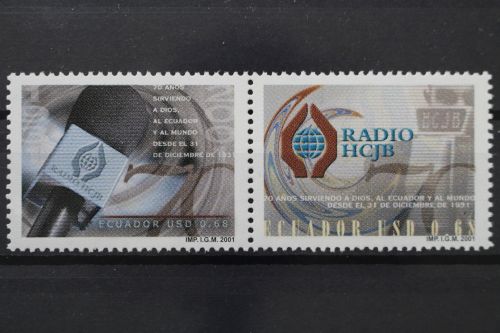 70 AÑOS
SIRVIENDO
A DIOS,
AL ECUADOR
Y AL MUNDO
DESDE EL 31
DE DICIEMBRE DE 1931
ECUADOR USD 0,68
IMP. I.G.M. 2001
RADIO
HCJB
70 AÑOS SIRVIENDO A DIOS, AL ECUADOR Y AL MUNDO
DESDE EL 31 DE DICIEMBRE DE 1931
ECUADOR USD 0,68
IMP. I.G.M. 2001